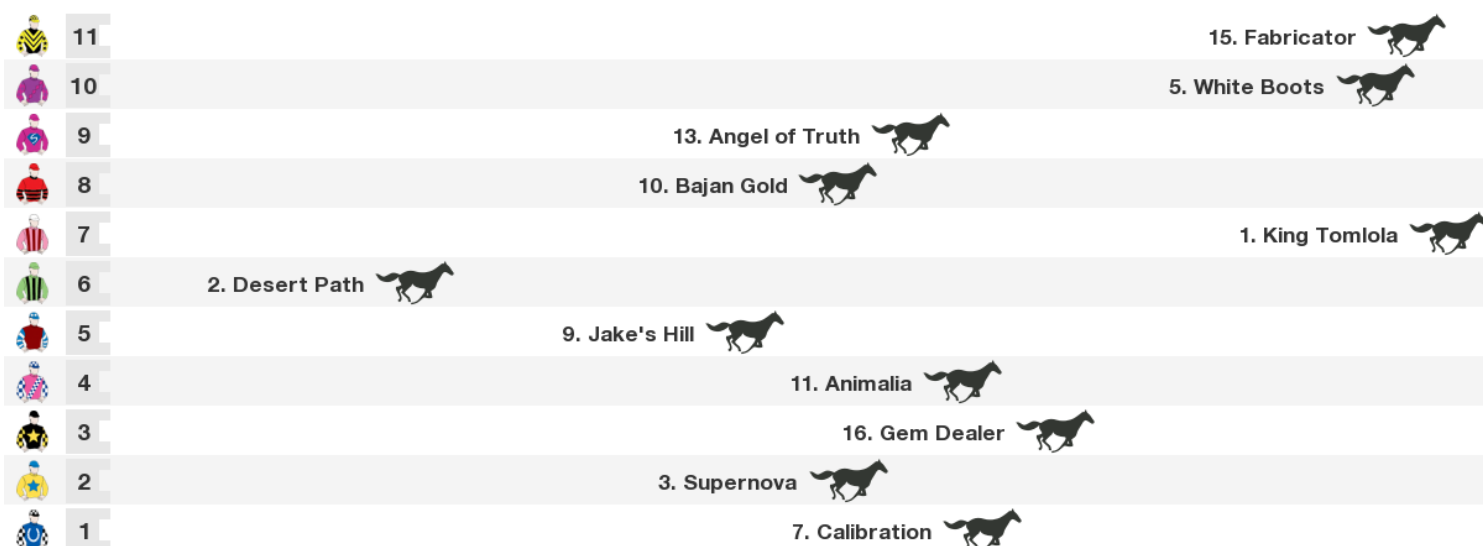 11 15. Fabricator
10 5. White Boots
9 13. Angel of Truth
8 10. Bajan Gold
7 1. King Tomlola
6 2. Desert Path
5 9. Jake's Hill
4 11. Animalia
3 16. Gem Dealer
2 3. Supernova
1 7. Calibration